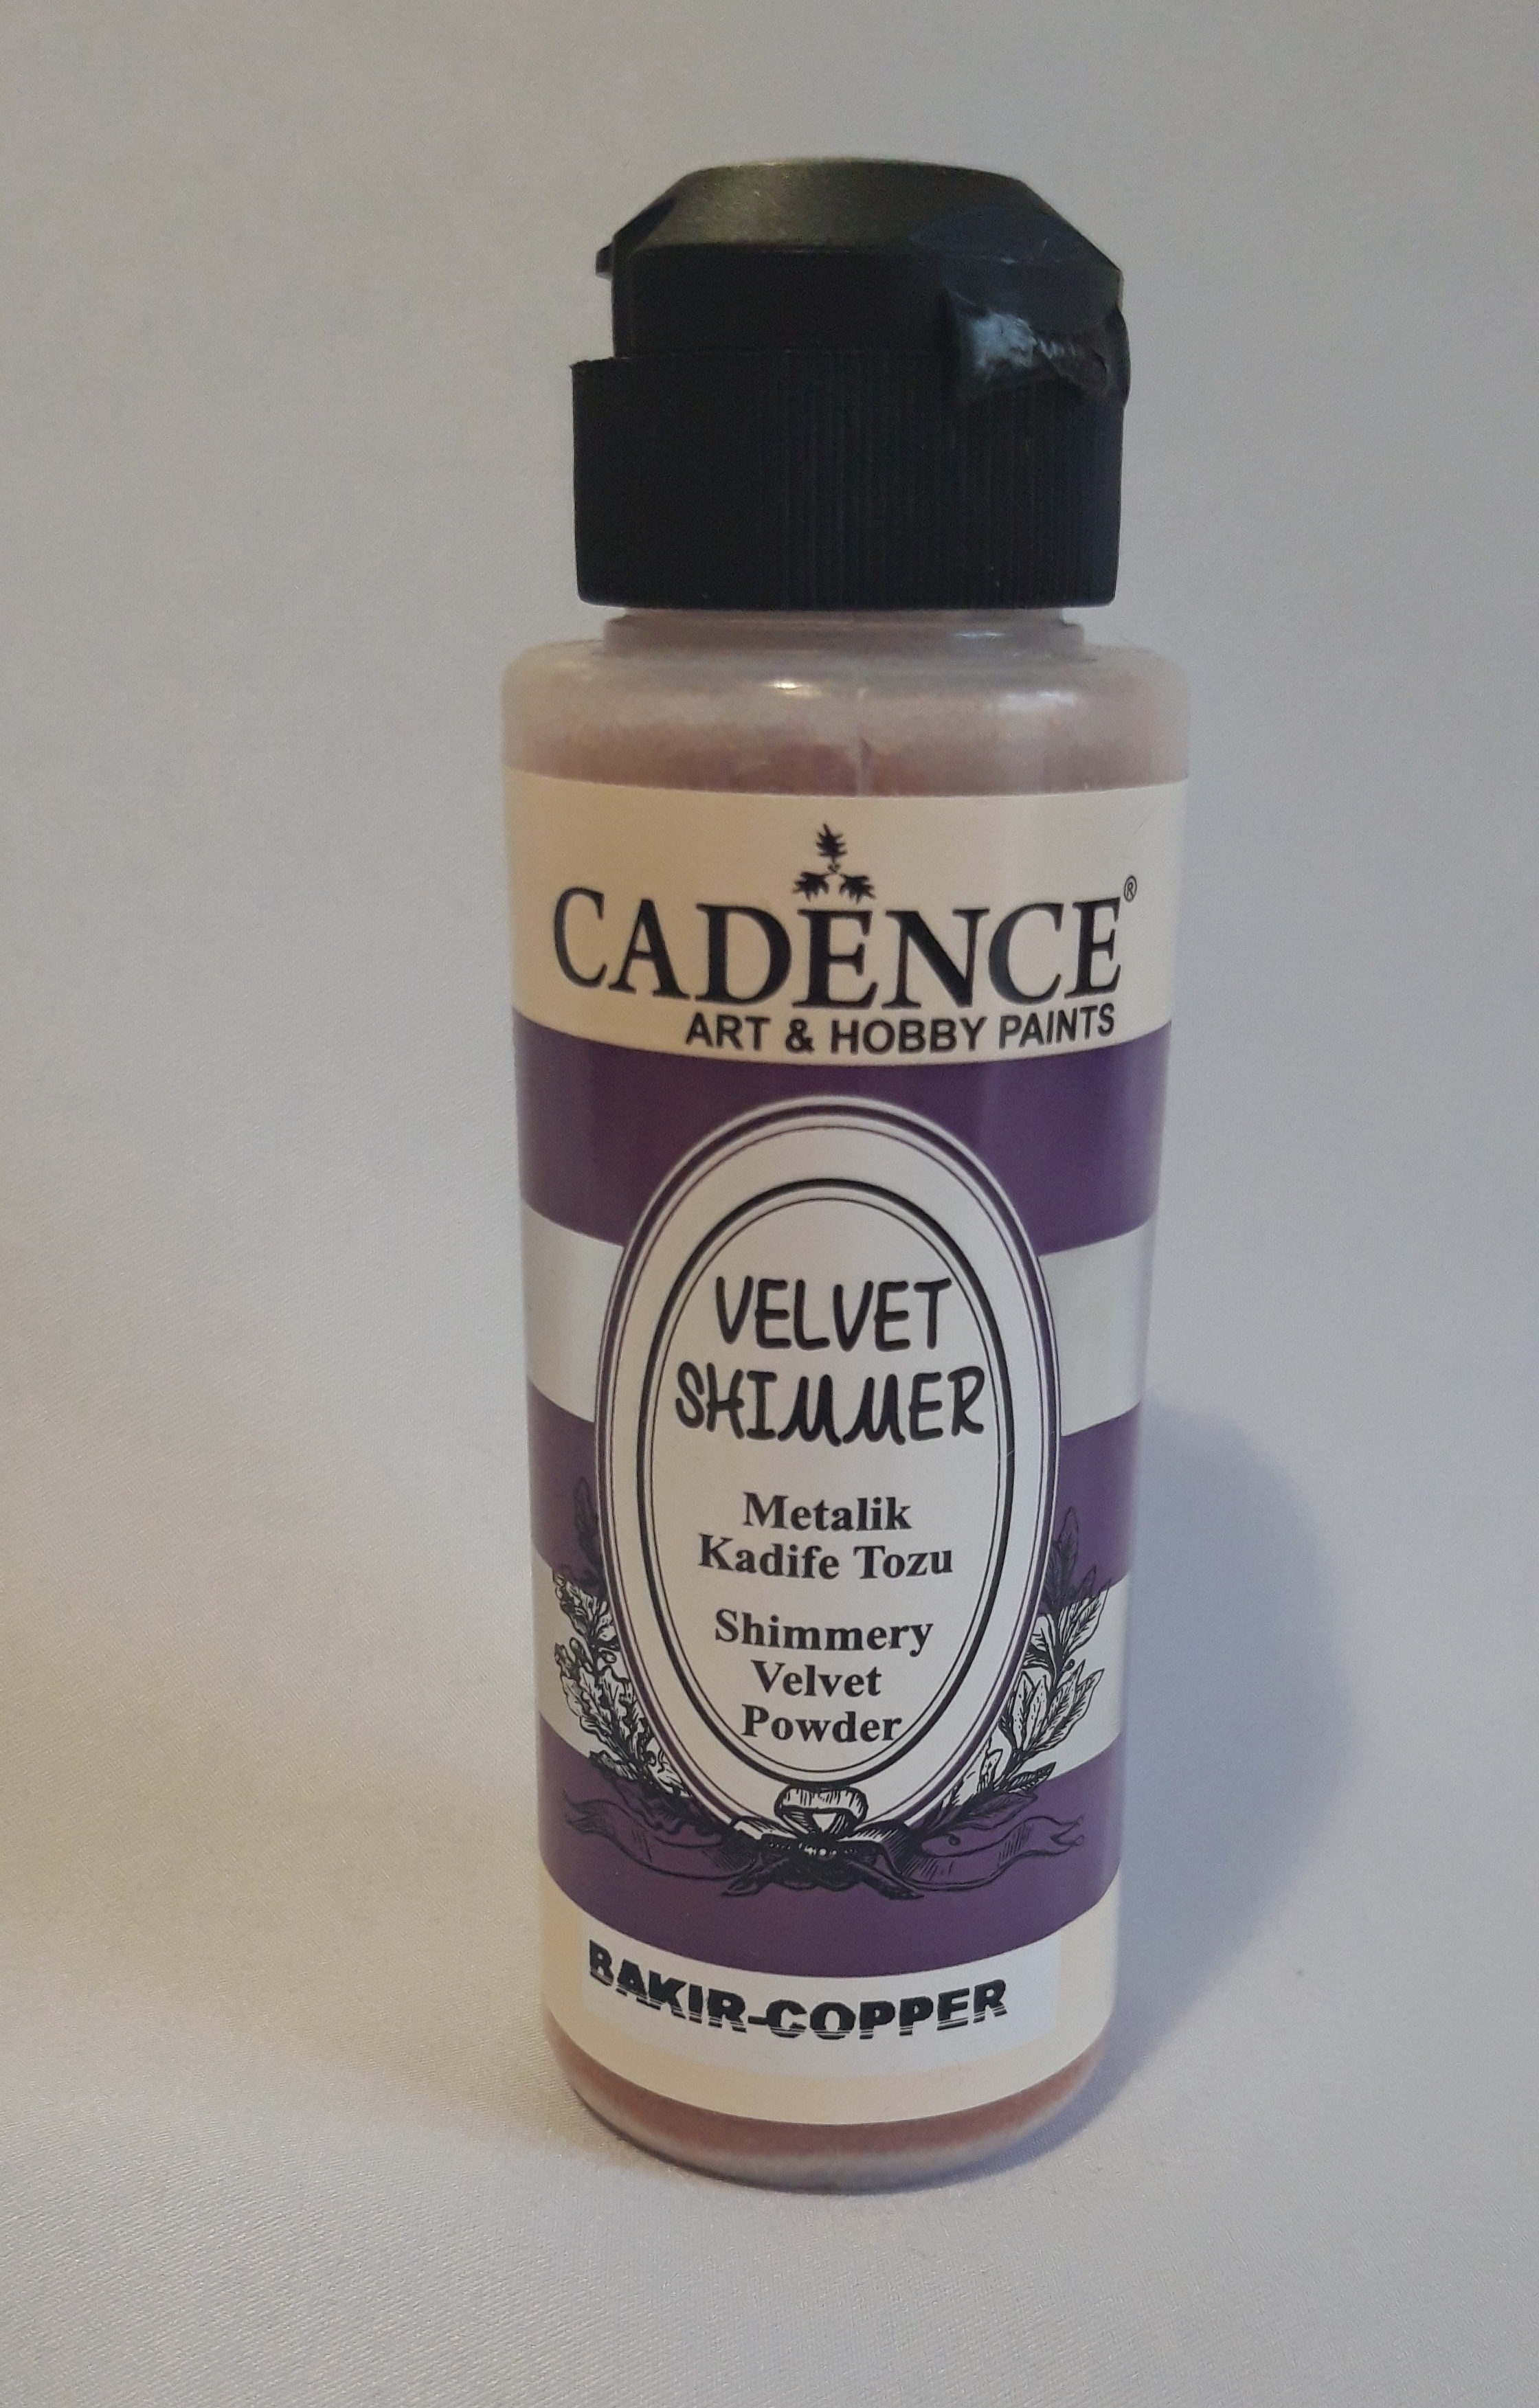 CADENCE®
ART & HOBBY PAINTS
VELVET
SHIMMER
Metalik
Kadife Tozu
Shimmery
Velvet
Powder
BAKIR-COPPER